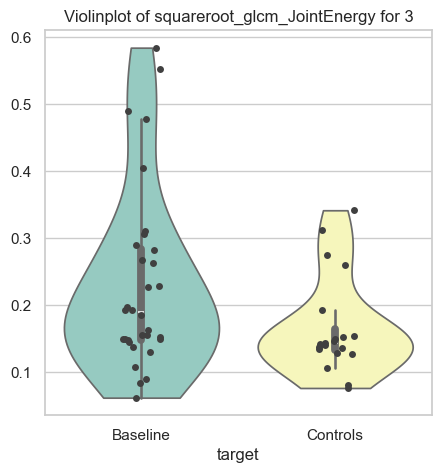 Violinplot of squareroot_glcm_JointEnergy for 3
0.6
0.5
0.4
0.3
0.2
0.1
Baseline Controls
target